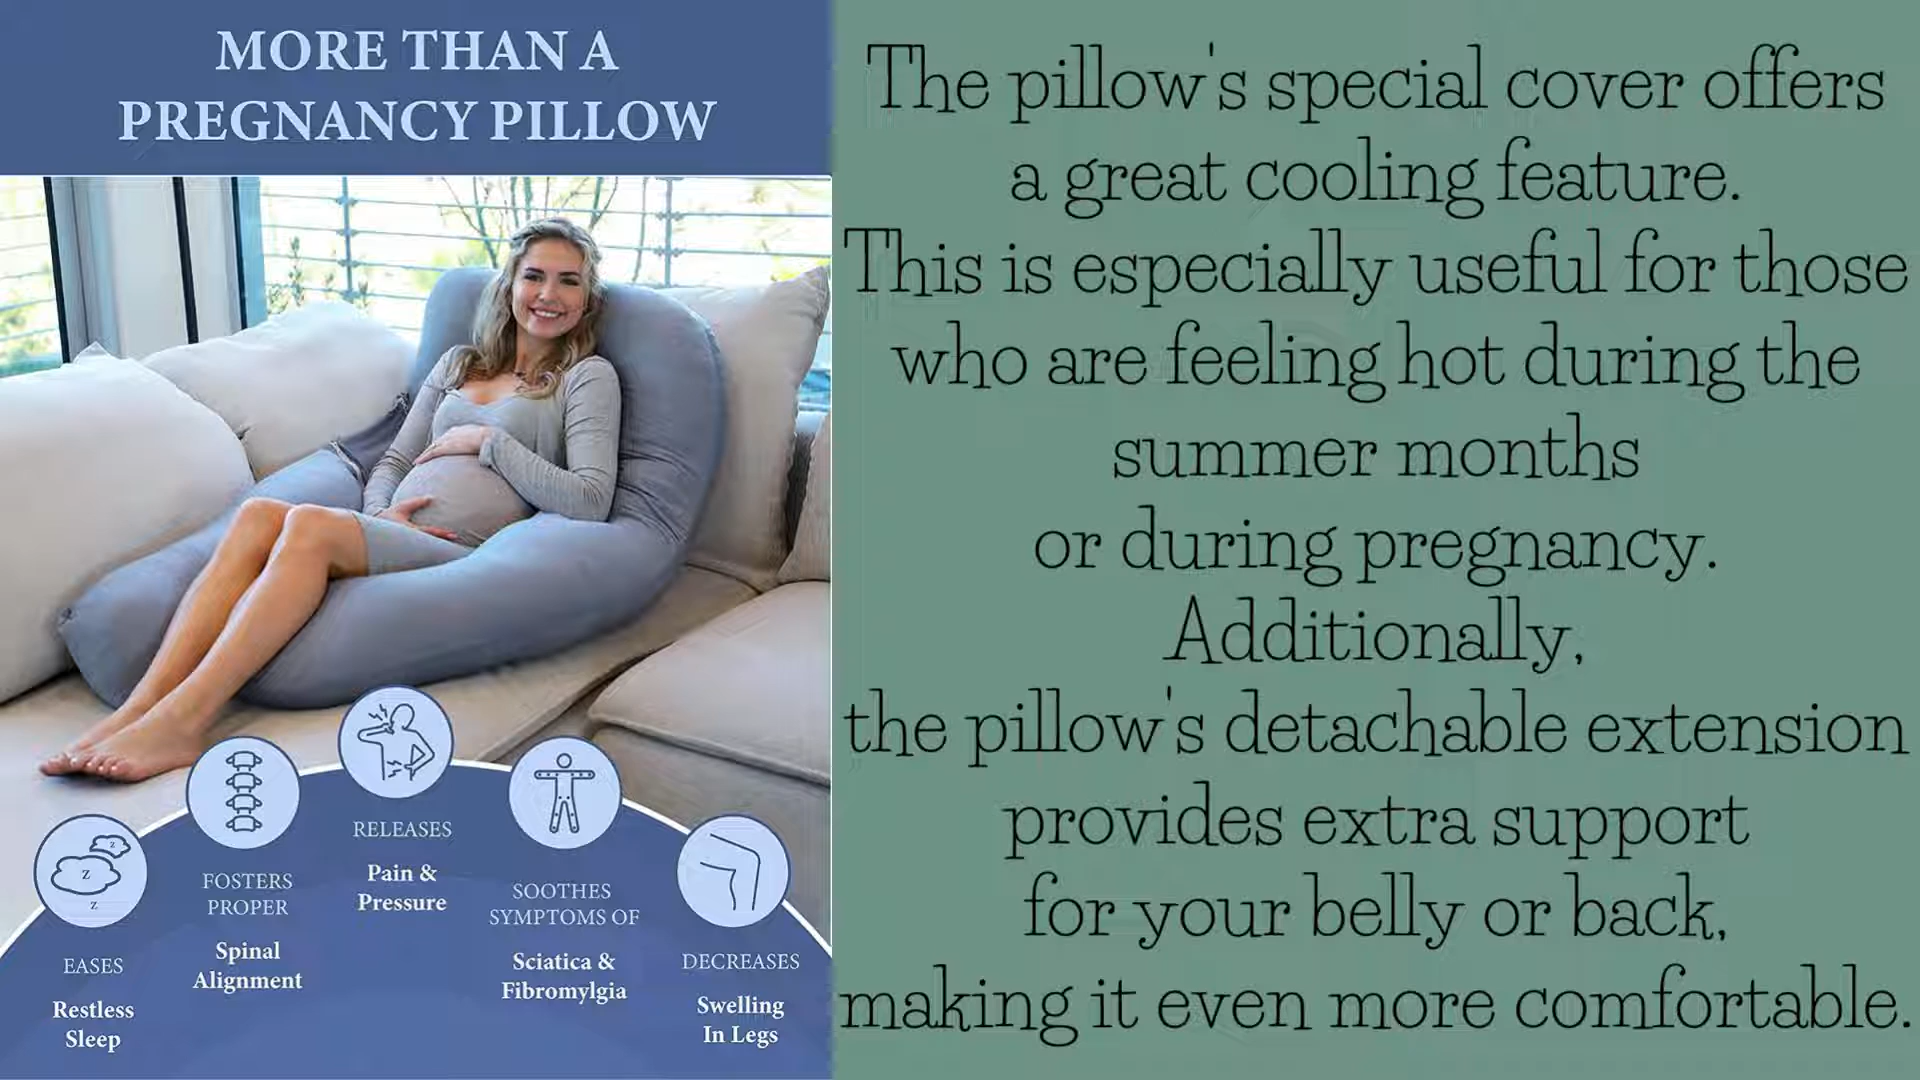 MORE THAN A
PREGNANCY PILLOW
z
z
z
EASES
Restless
Sleep
FOSTERS
PROPER
Spinal
Alignment
RELEASES
Pain &
Pressure
SOOTHES
SYMPTOMS OF
Sciatica &
Fibromylgia
DECREASES
Swelling
In Legs
The pillow's special cover offers
a great cooling feature.
This is especially useful for those
who are feeling hot during the
summer months
or during pregnancy.
Additionally,
the pillow's detachable extension
provides extra support
for your belly or back,
making it even more comfortable.